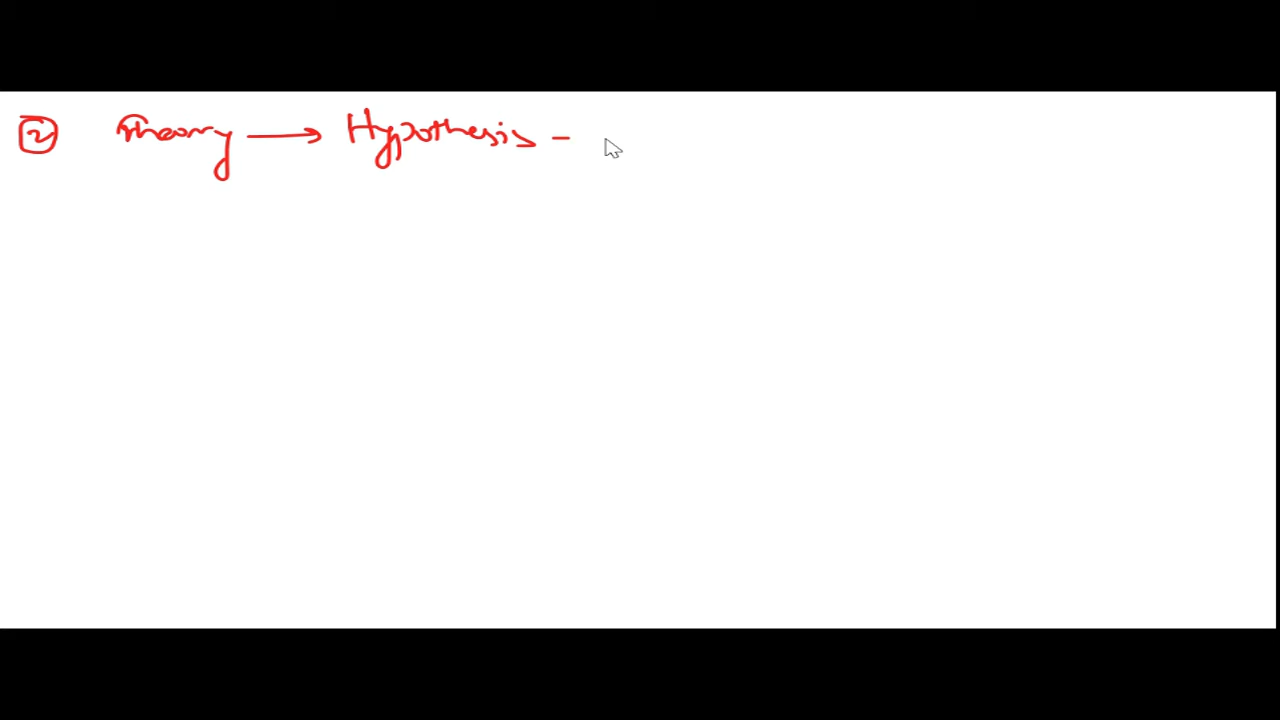 2 Theory → Hypothesis -